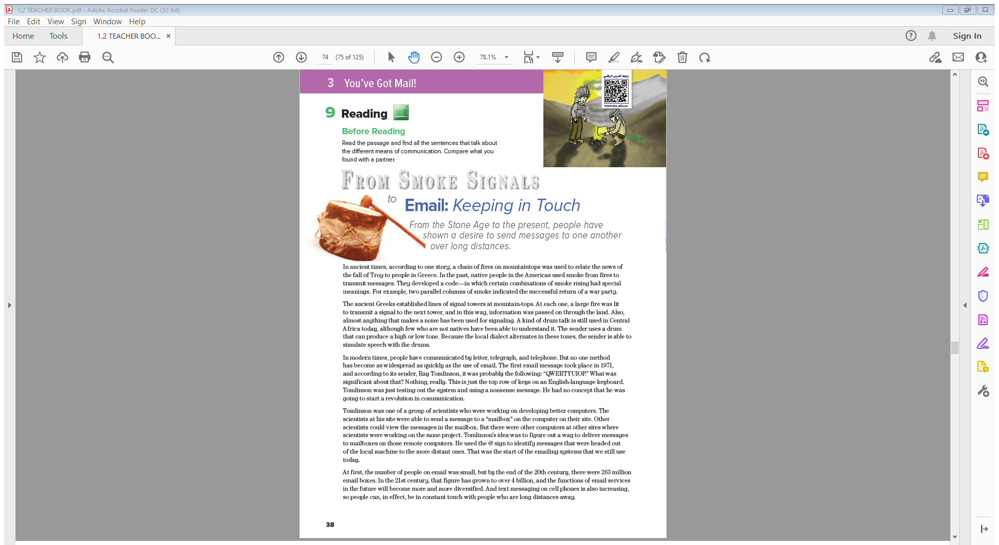 1.2 TEACHER BOOK.pdf - Adobe Acrobat Reader DC (32-bit)
File Edit View Sign Window Help
Home Tools 1.2 TEACHER BOO... × Sign In
74 (75 of 125) 78.1%
3 You've Got Mail!
رابط الدرس الرقمي
www.ien.edu.sa
9 Reading
Before Reading
Read the passage and find all the sentences that talk about
the different means of communication. Compare what you
found with a partner.
FROM SMOKE SIGNALS
to Email: Keeping in Touch
From the Stone Age to the present, people have
shown a desire to send messages to one another
over long distances.
In ancient times, according to one story, a chain of fires on mountaintops was used to relate the news of
the fall of Troy to people in Greece. In the past, native people in the Americas used smoke from fires to
transmit messages. They developed a code—in which certain combinations of smoke rising had special
meanings. For example, two parallel columns of smoke indicated the successful return of a war party.
The ancient Greeks established lines of signal towers at mountain-tops. At each one, a large fire was lit
to transmit a signal to the next tower, and in this way, information was passed on through the land. Also,
almost anything that makes a noise has been used for signaling. A kind of drum talk is still used in Central
Africa today, although few who are not natives have been able to understand it. The sender uses a drum
that can produce a high or low tone. Because the local dialect alternates in these tones, the sender is able to
simulate speech with the drums.
In modern times, people have communicated by letter, telegraph, and telephone. But no one method
has become as widespread as quickly as the use of email. The first email message took place in 1971,
and according to its sender, Ray Tomlinson, it was probably the following: “QWERTYUIOP.” What was
significant about that? Nothing, really. This is just the top row of keys on an English-language keyboard.
Tomlinson was just testing out the system and using a nonsense message. He had no concept that he was
going to start a revolution in communication.
Tomlinson was one of a group of scientists who were working on developing better computers. The
scientists at his site were able to send a message to a “mailbox” on the computer on their site. Other
scientists could view the messages in the mailbox. But there were other computers at other sites where
scientists were working on the same project. Tomlinson's idea was to figure out a way to deliver messages
to mailboxes on those remote computers. He used the @ sign to identify messages that were headed out
of the local machine to the more distant ones. That was the start of the emailing systems that we still use
today.
At first, the number of people on email was small, but by the end of the 20th century, there were 263 million
email boxes. In the 21st century, that figure has grown to over 4 billion, and the functions of email services
in the future will become more and more diversified. And text messaging on cell phones is also increasing,
so people can, in effect, be in constant touch with people who are long distances away.
38